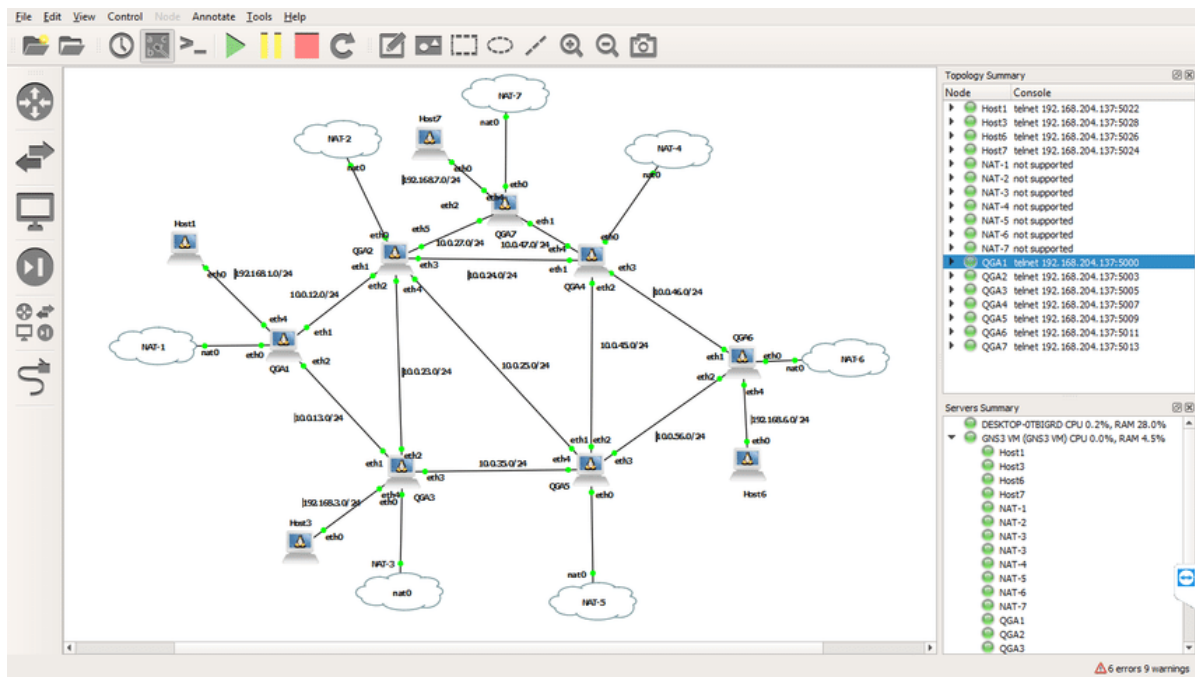 File Edit View Control Node Annotate Tools Help
NAT-7
nat0
Host7
NAT-2
nat0
NAT-4
nat0
eth0
192.168.7.0/24
eth0
eth4
eth2
QGA7
eth1
Host1
eth0
192.168.1.0/24
eth0
eth5
QGA2
10.0.27.0/24
10.0.47.0/24
eth4
eth0
eth1
eth3
10.0.24.0/24
eth1
eth3
QGA4
eth2
eth2
eth4
10.0.12.0/24
10.0.46.0/24
eth4
eth1
NAT-1
nat0
eth0
QGA1
eth2
10.0.23.0/24
10.0.25.0/24
10.0.45.0/24
QGA6
eth1
eth0
nat0
NAT-6
eth2
eth4
10.0.13.0/24
192.168.6.0/24
eth0
Host6
10.0.56.0/24
eth1
eth2
eth3
QGA3
eth4
eth0
10.0.35.0/24
eth1
eth2
eth4
eth3
QGA5
eth0
192.168.3.0/24
Host3
eth0
NAT-3
nat0
nat0
NAT-5
Topology Summary
Node Console
Host1 telnet 192.168.204.137:5022
Host3 telnet 192.168.204.137:5028
Host6 telnet 192.168.204.137:5026
Host7 telnet 192.168.204.137:5024
NAT-1 not supported
NAT-2 not supported
NAT-3 not supported
NAT-4 not supported
NAT-5 not supported
NAT-6 not supported
NAT-7 not supported
QGA1 telnet 192.168.204.137:5000
QGA2 telnet 192.168.204.137:5003
QGA3 telnet 192.168.204.137:5005
QGA4 telnet 192.168.204.137:5007
QGA5 telnet 192.168.204.137:5009
QGA6 telnet 192.168.204.137:5011
QGA7 telnet 192.168.204.137:5013
Servers Summary
DESKTOP-0TBIGRD CPU 0.2%, RAM 28.0%
GNS3 VM (GNS3 VM) CPU 0.0%, RAM 4.5%
Host1
Host3
Host6
Host7
NAT-1
NAT-2
NAT-3
NAT-3
NAT-4
NAT-5
NAT-6
NAT-7
QGA1
QGA2
QGA3
6 errors 9 warnings